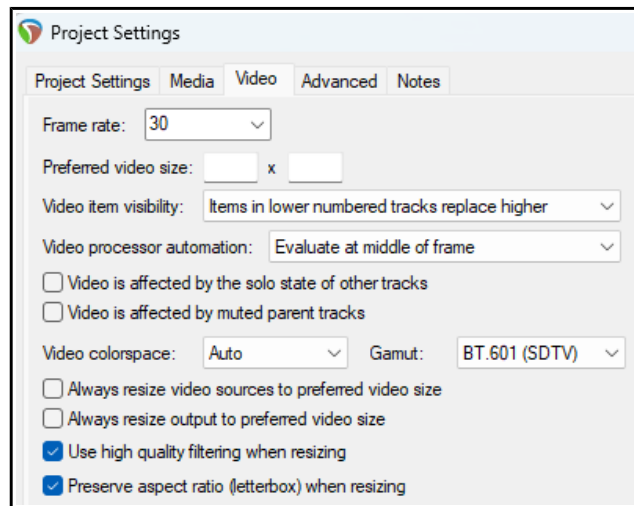 Project Settings
Project Settings Media Video Advanced Notes
Frame rate: 30
Preferred video size: x
Video item visibility: Items in lower numbered tracks replace higher
Video processor automation: Evaluate at middle of frame
Video is affected by the solo state of other tracks
Video is affected by muted parent tracks
Video colorspace: Auto Gamut: BT.601 (SDTV)
Always resize video sources to preferred video size
Always resize output to preferred video size
Use high quality filtering when resizing
Preserve aspect ratio (letterbox) when resizing